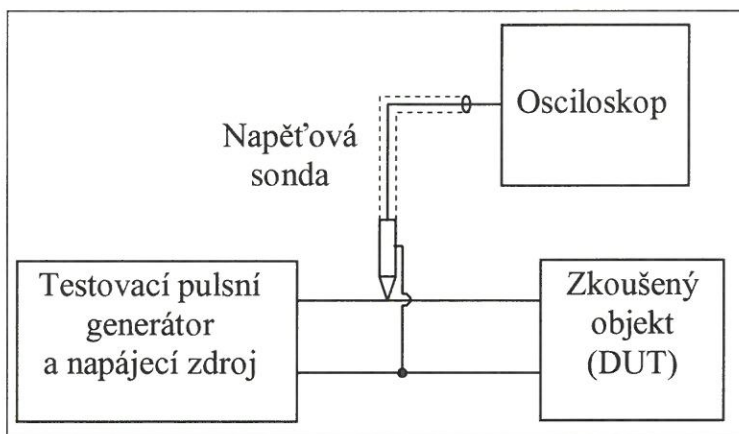 Osciloskop
Napěťová
sonda
Testovací pulsní
generátor
a napájecí zdroj
Zkoušený
objekt
(DUT)